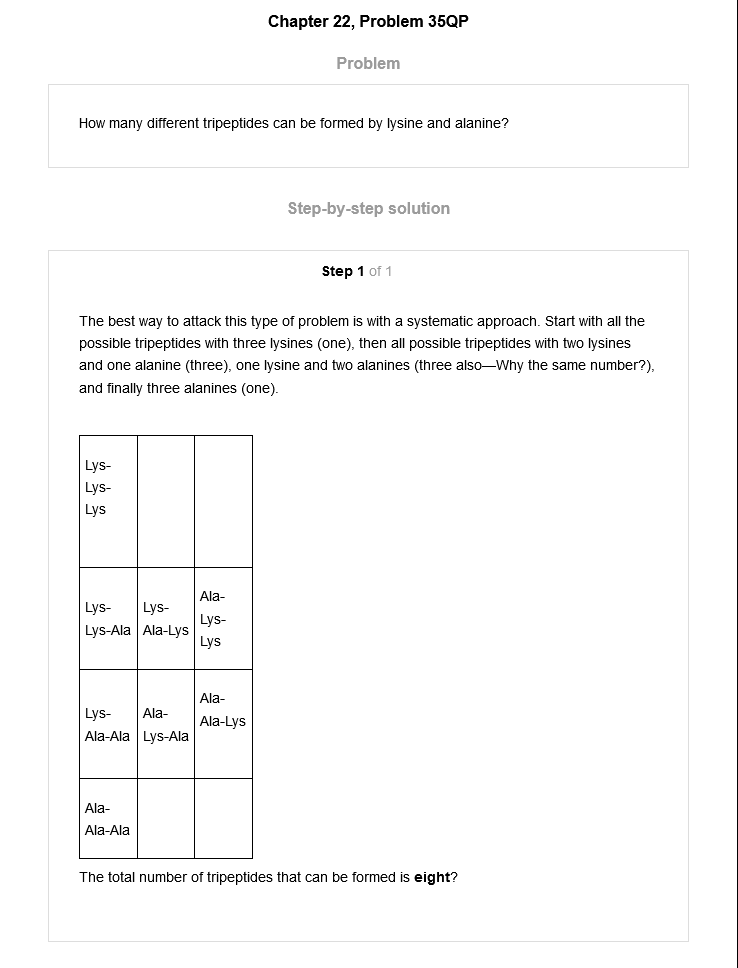 Chapter 22, Problem 35QP
Problem
How many different tripeptides can be formed by lysine and alanine?
Step-by-step solution
Step 1 of 1
The best way to attack this type of problem is with a systematic approach. Start with all the
possible tripeptides with three lysines (one), then all possible tripeptides with two lysines
and one alanine (three), one lysine and two alanines (three also—Why the same number?),
and finally three alanines (one).
Lys-
Lys-
Lys
Lys-
Lys-Ala
Lys-
Ala-Lys
Ala-
Lys-
Lys
Lys-
Ala-Ala
Ala-
Lys-Ala
Ala-
Ala-Lys
Ala-
Ala-Ala
The total number of tripeptides that can be formed is eight?